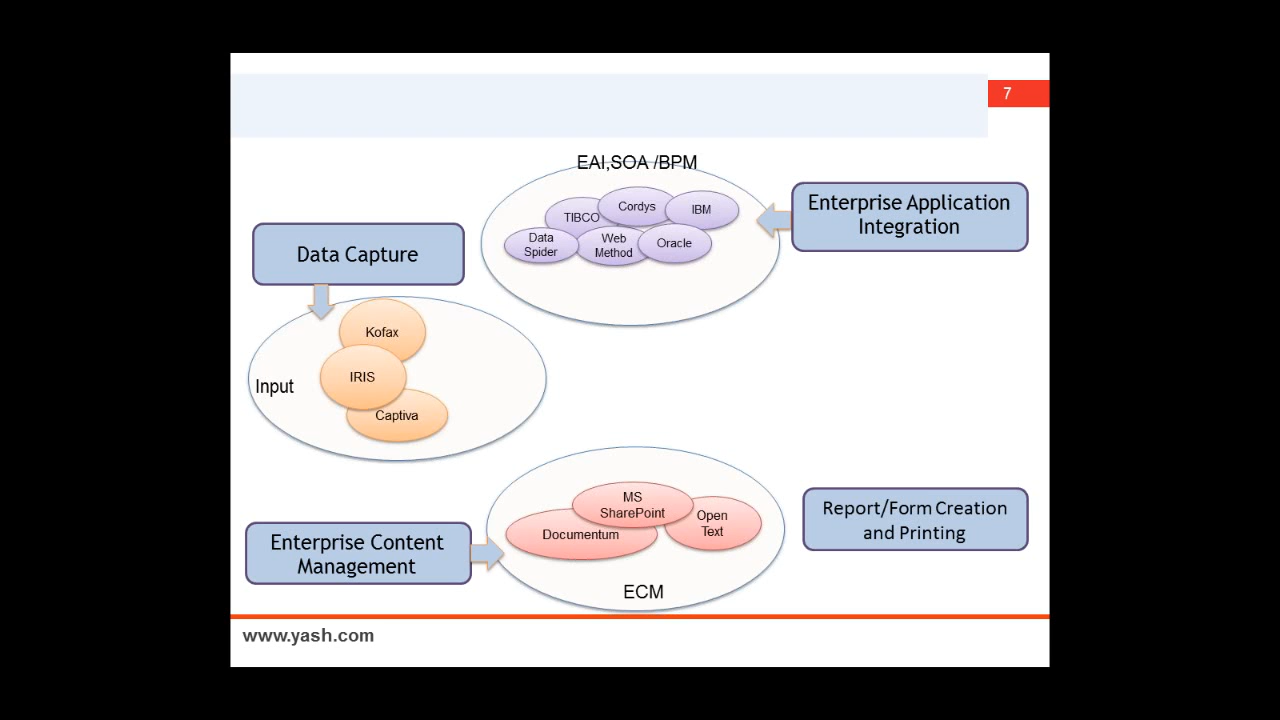 7
EAI,SOA /BPM
Enterprise Application
Integration
TIBCO
Cordys
IBM
Data
Spider
Web
Method
Oracle
Data Capture
Kofax
IRIS
Captiva
Input
MS
SharePoint
Open
Text
Documentum
ECM
Report/Form Creation
and Printing
Enterprise Content
Management
www.yash.com